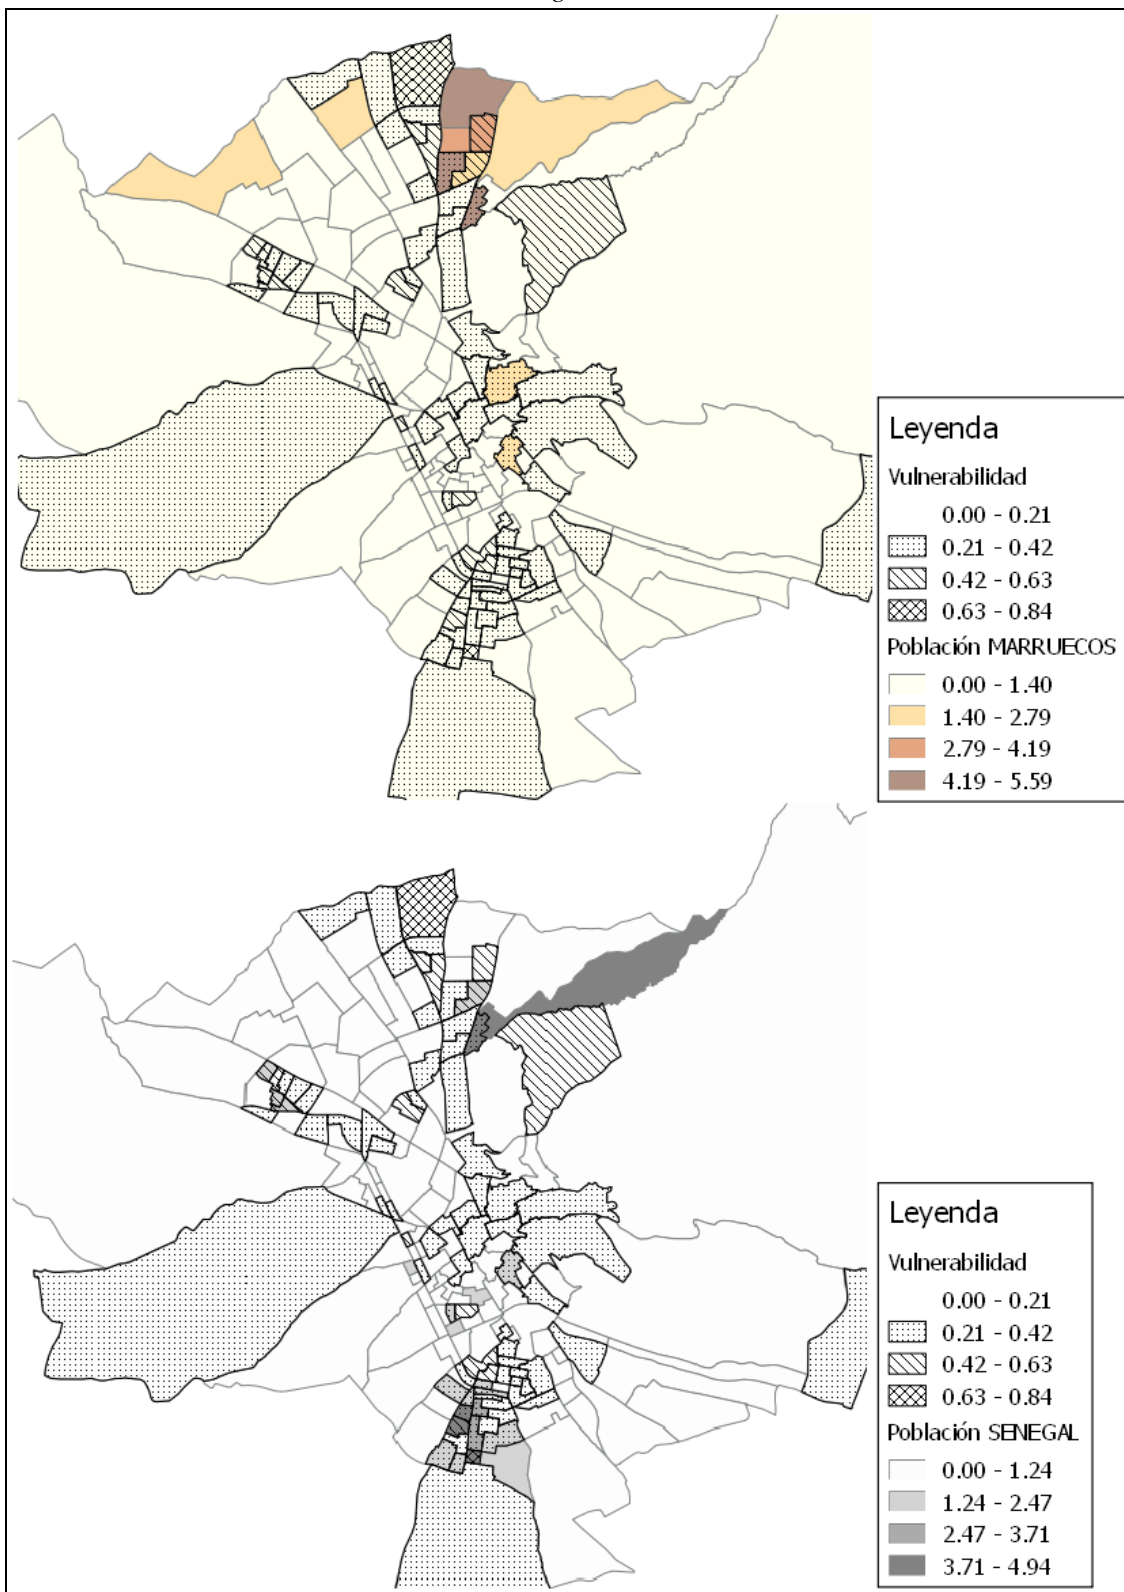 Leyenda
Vulnerabilidad
0.00 - 0.21
0.21 - 0.42
0.42 - 0.63
0.63 - 0.84
Población MARRUECOS
0.00 - 1.40
1.40 - 2.79
2.79 - 4.19
4.19 - 5.59
Leyenda
Vulnerabilidad
0.00 - 0.21
0.21 - 0.42
0.42 - 0.63
0.63 - 0.84
Población SENEGAL
0.00 - 1.24
1.24 - 2.47
2.47 - 3.71
3.71 - 4.94